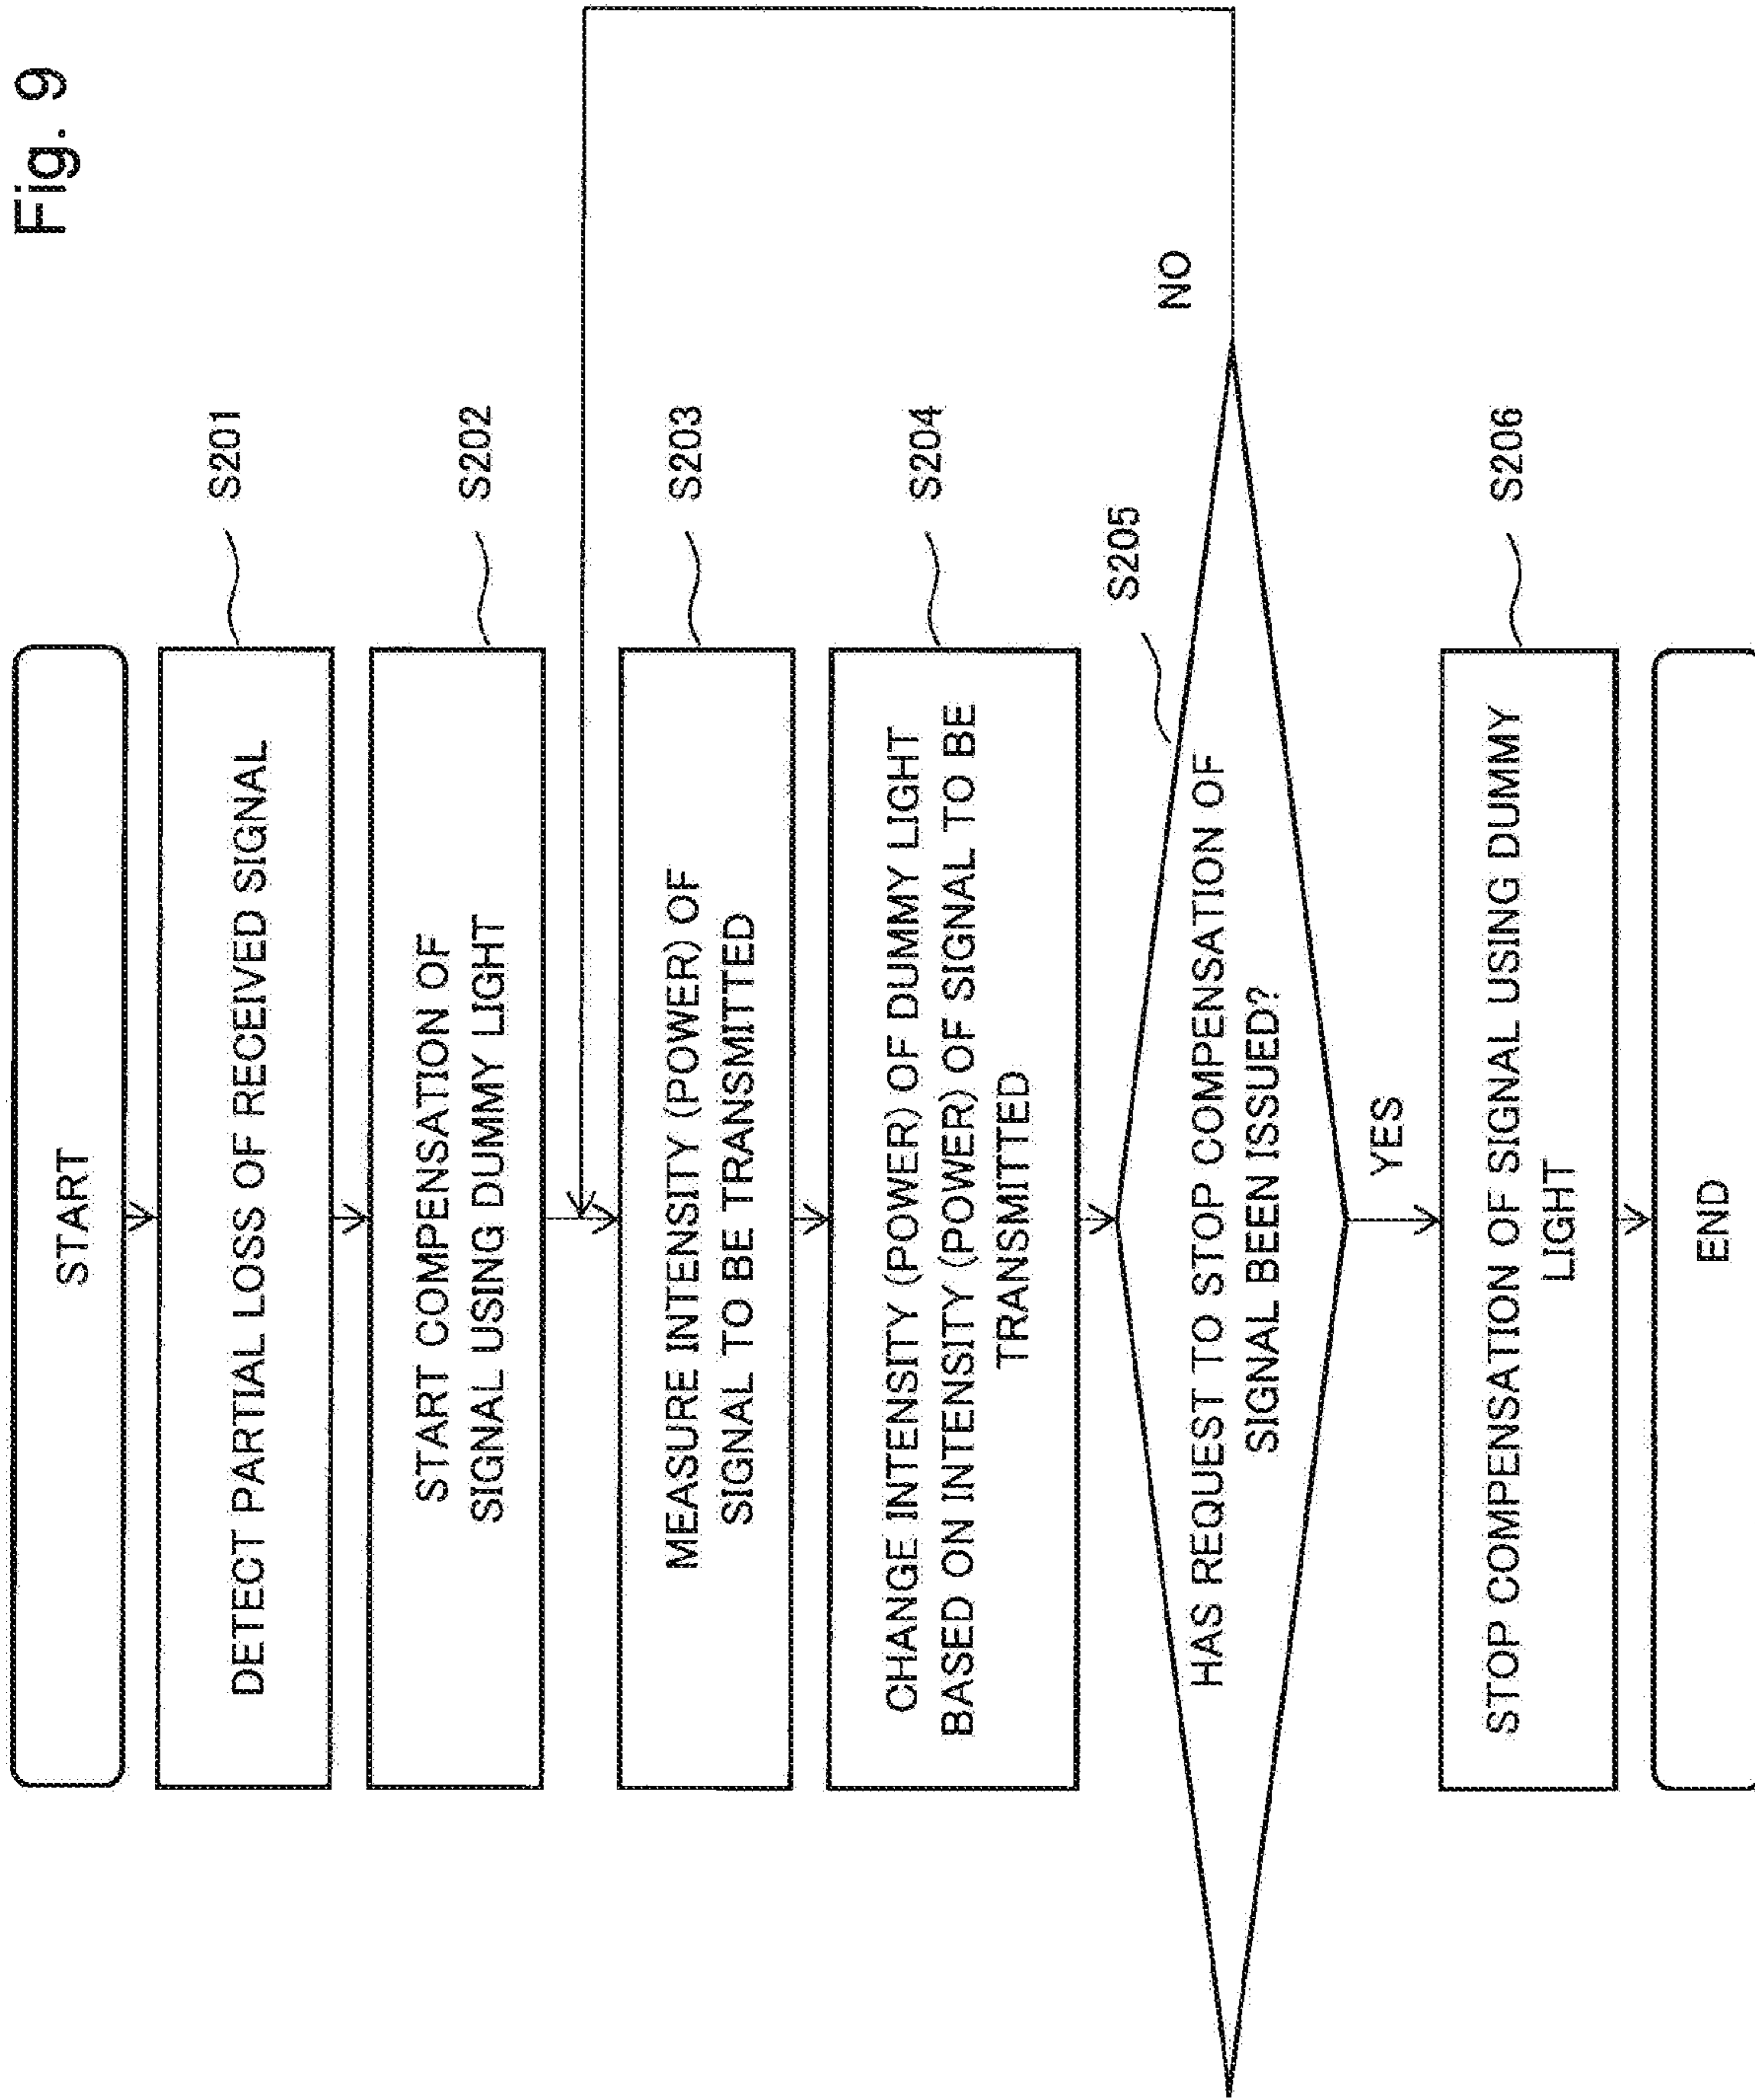 Fig. 9
START
DETECT PARTIAL LOSS OF RECEIVED SIGNAL
S201
START COMPENSATION OF
SIGNAL USING DUMMY LIGHT
S202
MEASURE INTENSITY (POWER) OF
SIGNAL TO BE TRANSMITTED
S203
CHANGE INTENSITY (POWER) OF DUMMY LIGHT
BASED ON INTENSITY (POWER) OF SIGNAL TO BE
TRANSMITTED
S204
S205
HAS REQUEST TO STOP COMPENSATION OF
SIGNAL BEEN ISSUED?
NO
YES
STOP COMPENSATION OF SIGNAL USING DUMMY
LIGHT
S206
END